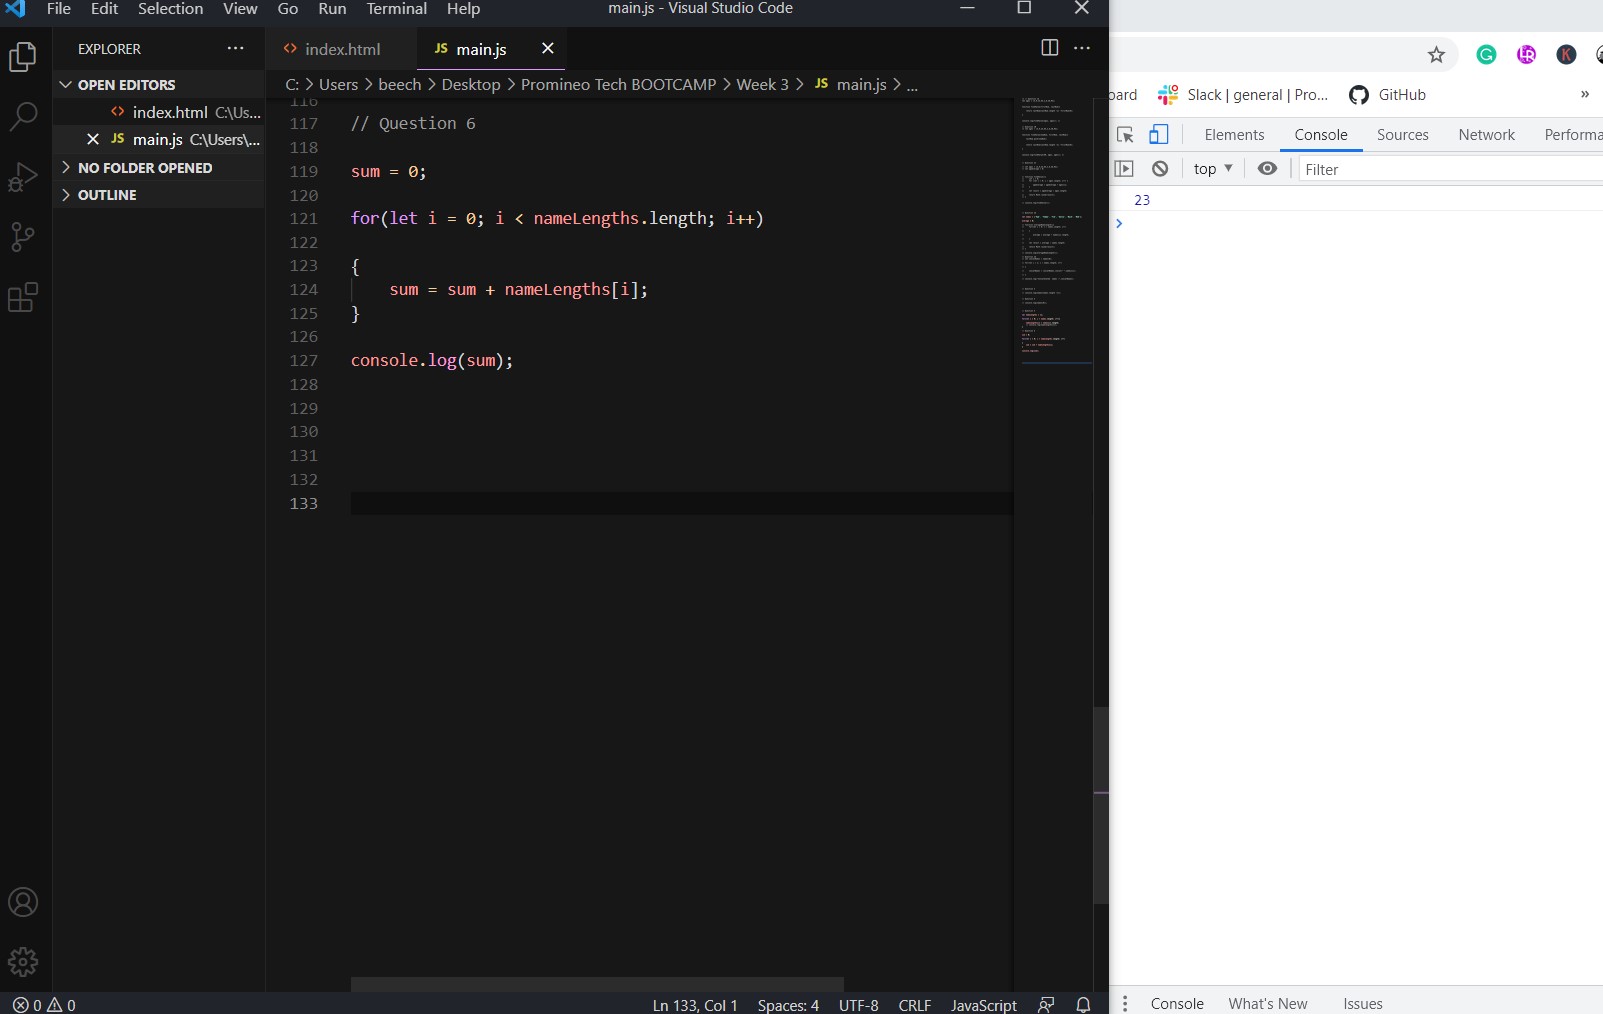 File Edit Selection View Go Run Terminal Help main.js - Visual Studio Code
EXPLORER
index.html
JS main.js
OPEN EDITORS
index.html C:\Us...
JS main.js C:\Users\...
NO FOLDER OPENED
OUTLINE
C: > Users > beech > Desktop > Promineo Tech BOOTCAMP > Week 3 > JS main.js > ...
116
117 // Question 6
118
119 sum = 0;
120
121 for(let i = 0; i < nameLengths.length; i++)
122
123 {
124     sum = sum + nameLengths[i];
125 }
126
127 console.log(sum);
128
129
130
131
132
133
0 0
Ln 133, Col 1 Spaces: 4 UTF-8 CRLF JavaScript
G K
oard Slack | general | Pro... GitHub »
Elements Console Sources Network Performa
top ▼ Filter
23
>
Console What's New Issues